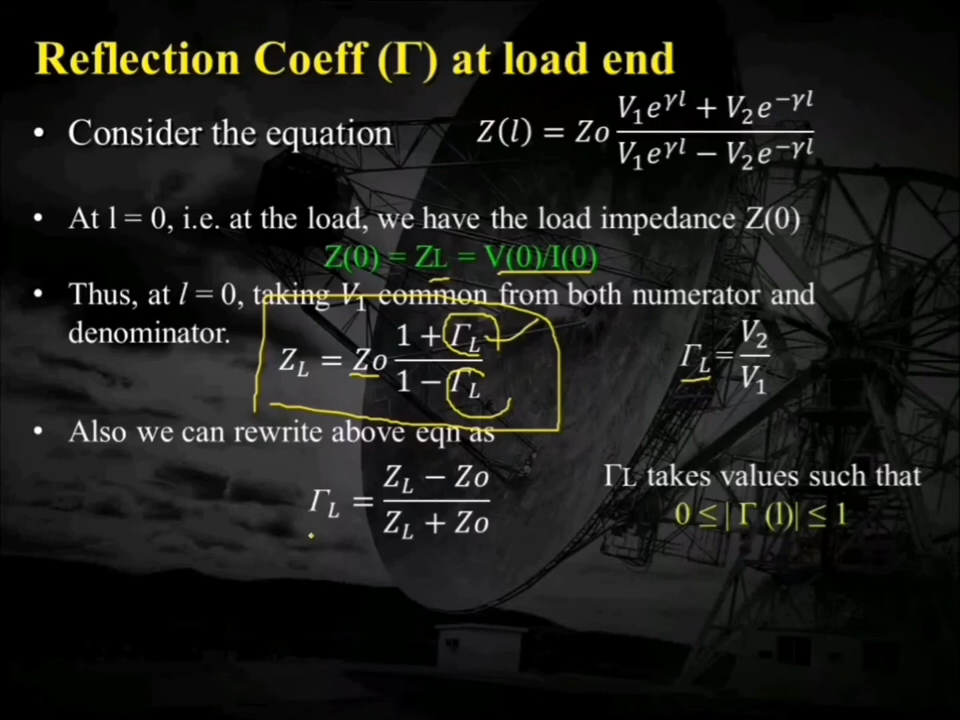 Reflection Coeff (Γ) at load end
• Consider the equation Z(l) = Zo (V₁e^γl + V₂e^−γl) / (V₁e^γl − V₂e^−γl)
• At l = 0, i.e. at the load, we have the load impedance Z(0)
Z(0) = ZL = V(0)/I(0)
• Thus, at l = 0, taking V₁ common from both numerator and
denominator.
Z_L = Zo (1 + Γ_L) / (1 − Γ_L)
Γ_L = V₂ / V₁
• Also we can rewrite above eqn as
Γ_L = (Z_L − Zo) / (Z_L + Zo)
ΓL takes values such that
0 ≤ | Γ (l)| ≤ 1